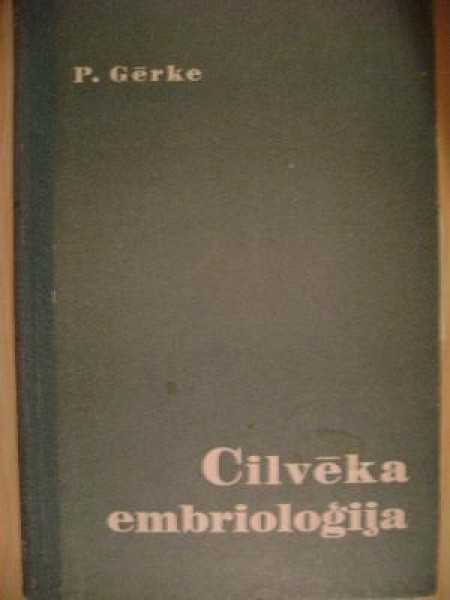 P. Gērke
Cilvēka
embrioloģija